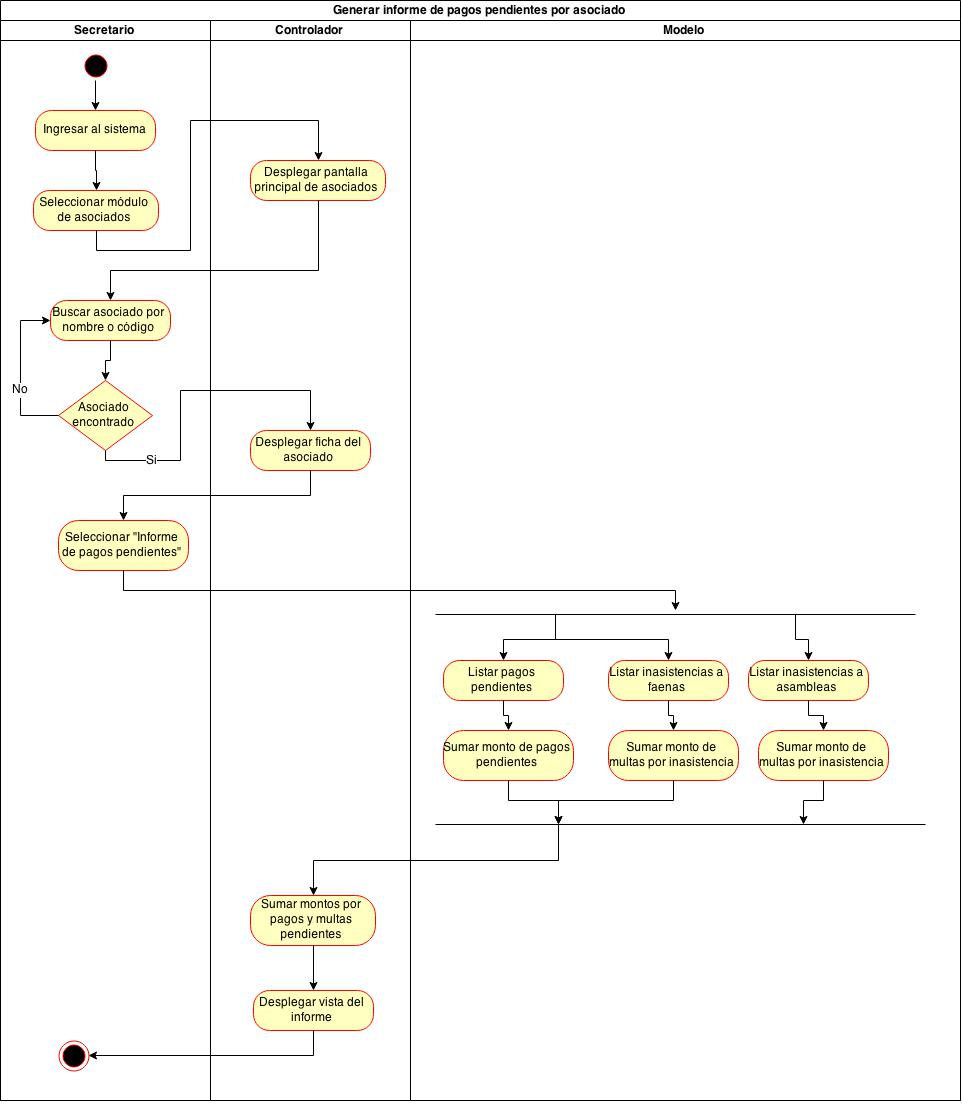 Generar informe de pagos pendientes por asociado
Secretario
Controlador
Modelo
Ingresar al sistema
Seleccionar módulo
de asociados
Desplegar pantalla
principal de asociados
Buscar asociado por
nombre o código
No
Asociado
encontrado
Si
Desplegar ficha del
asociado
Seleccionar "Informe
de pagos pendientes"
Listar pagos
pendientes
Listar inasistencias a
faenas
Listar inasistencias a
asambleas
Sumar monto de pagos
pendientes
Sumar monto de
multas por inasistencia
Sumar monto de
multas por inasistencia
Sumar montos por
pagos y multas
pendientes
Desplegar vista del
informe